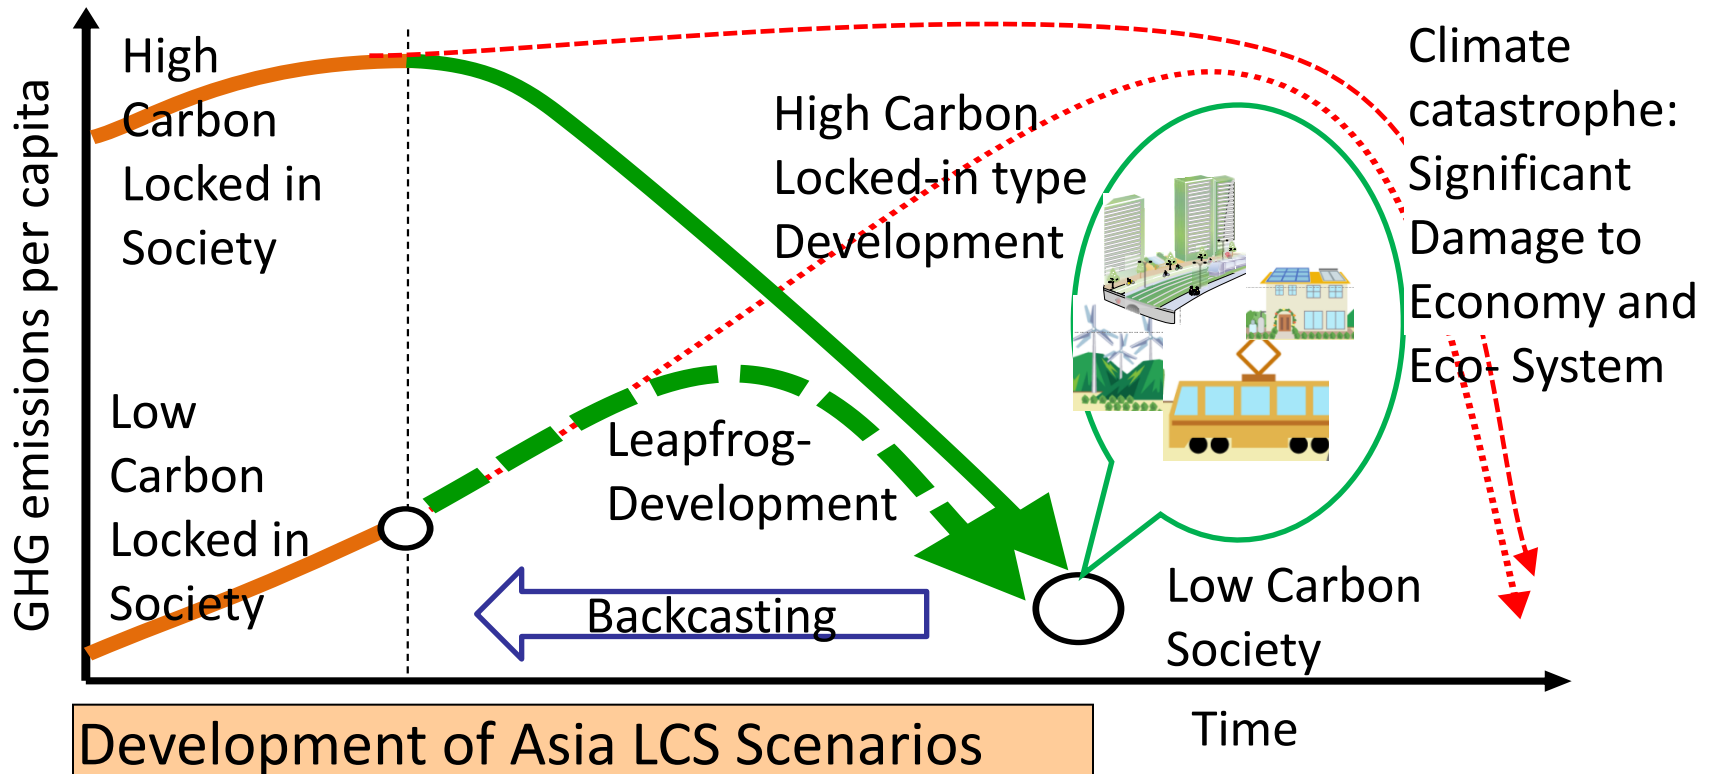 GHG emissions per capita
High
Carbon
Locked in
Society
Low
Carbon
Locked in
Society
High Carbon
Locked-in type
Development
Leapfrog-
Development
Backcasting
Climate
catastrophe:
Significant
Damage to
Economy and
Eco- System
Low Carbon
Society
Time
Development of Asia LCS Scenarios